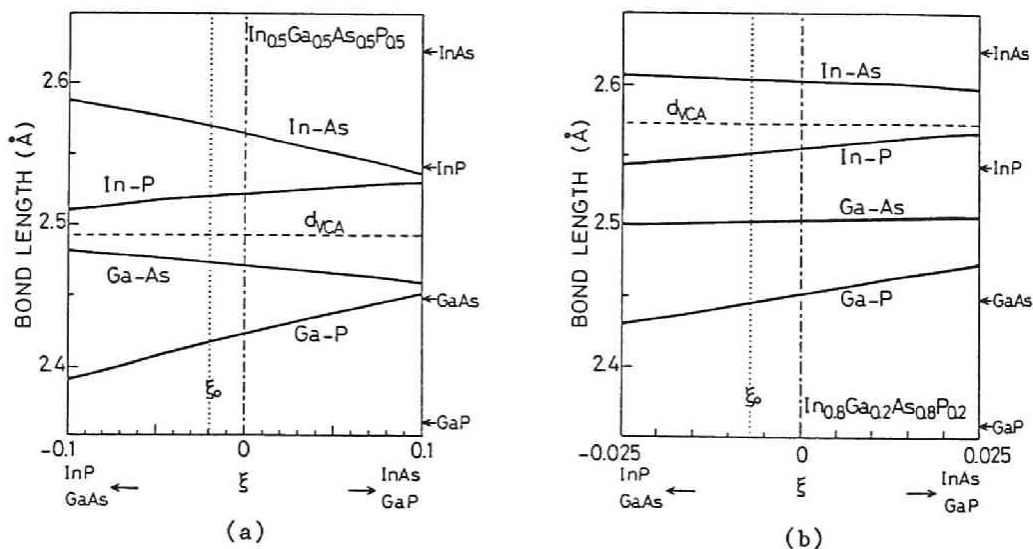 In0.5Ga0.5As0.5P0.5
InAs
2.6
In-As
InP
In-P
2.5
dVCA
Ga-As
GaAs
Ga-P
2.4
ξ0
GaP
BOND LENGTH (Å)
-0.1
0
0.1
InP
GaAs
←
ξ
→
InAs
GaP
(a)
InAs
2.6
In-As
dVCA
In-P
InP
2.5
Ga-As
GaAs
Ga-P
2.4
ξ0
In0.8Ga0.2As0.8P0.2
GaP
BOND LENGTH (Å)
-0.025
0
0.025
InP
GaAs
←
ξ
→
InAs
GaP
(b)